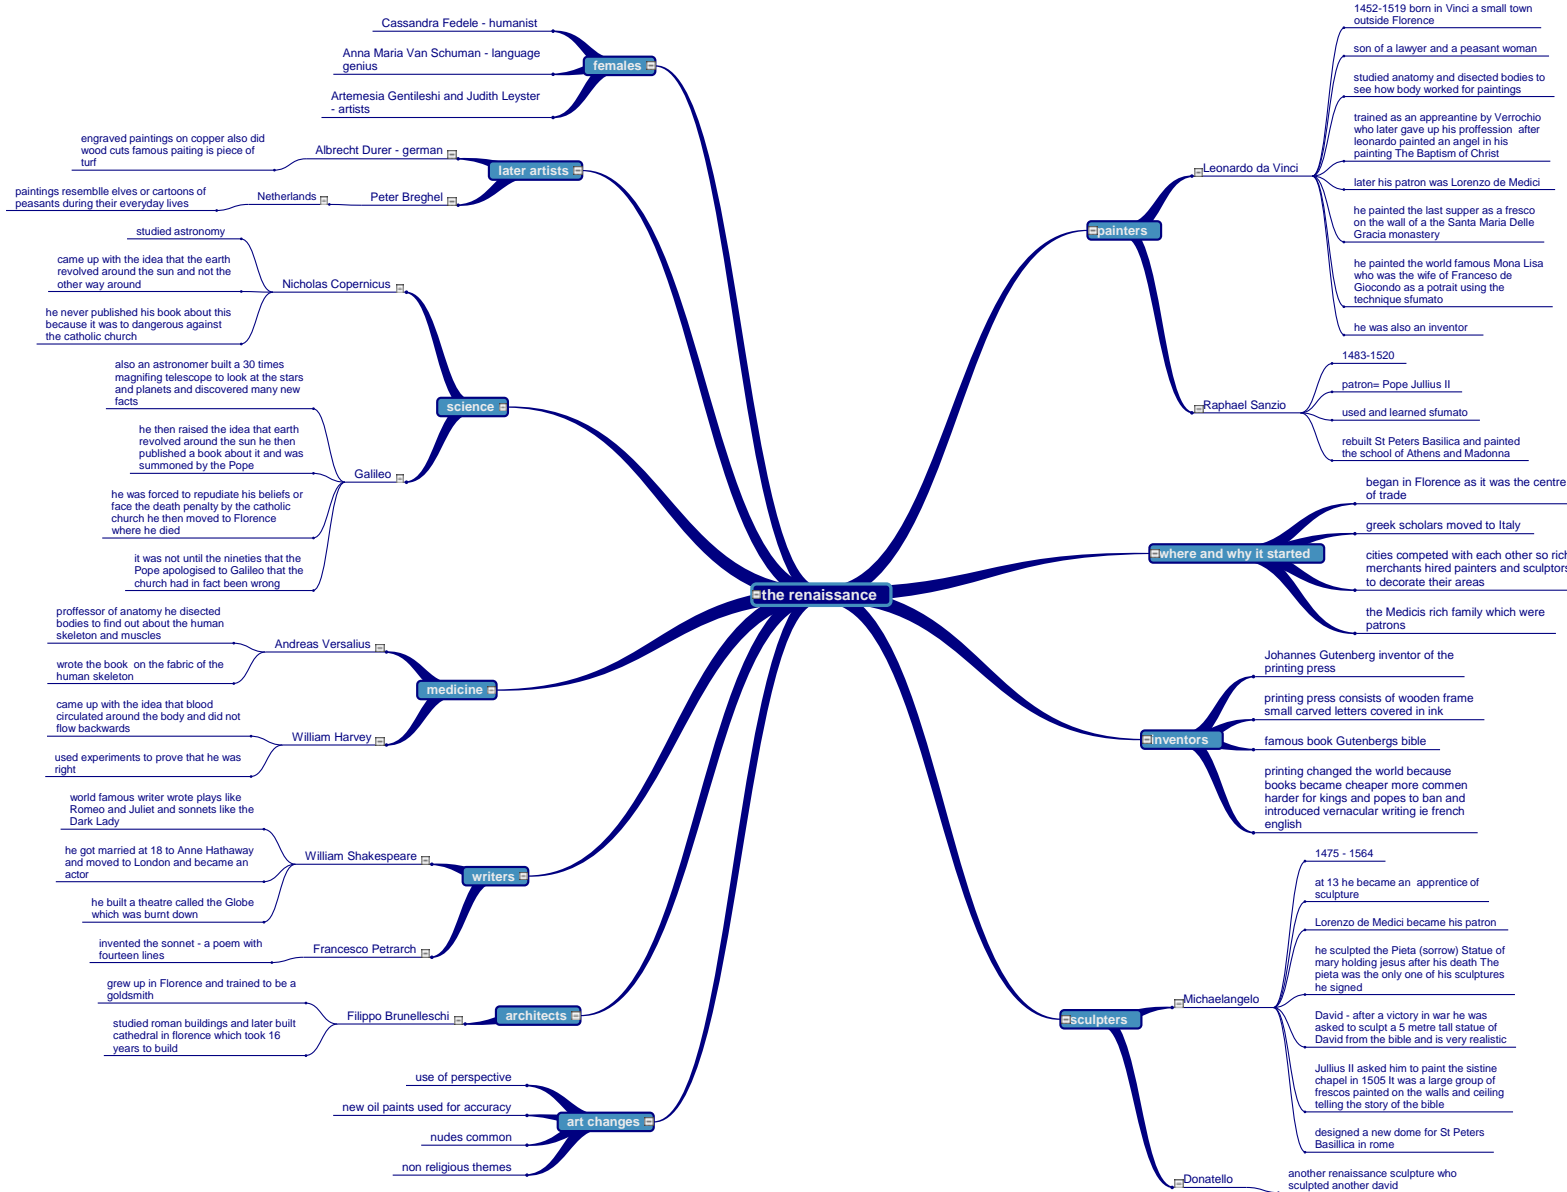 the renaissance
females
Cassandra Fedele - humanist
Anna Maria Van Schuman - language
genius
Artemesia Gentileshi and Judith Leyster
- artists
later artists
Albrecht Durer - german
engraved paintings on copper also did
wood cuts famous paiting is piece of
turf
Peter Breghel
Netherlands
paintings resemblle elves or cartoons of
peasants during their everyday lives
science
Nicholas Copernicus
studied astronomy
came up with the idea that the earth
revolved around the sun and not the
other way around
he never published his book about this
because it was to dangerous against
the catholic church
Galileo
also an astronomer built a 30 times
magnifing telescope to look at the stars
and planets and discovered many new
facts
he then raised the idea that earth
revolved around the sun he then
published a book about it and was
summoned by the Pope
he was forced to repudiate his beliefs or
face the death penalty by the catholic
church he then moved to Florence
where he died
it was not until the nineties that the
Pope apologised to Galileo that the
church had in fact been wrong
medicine
Andreas Versalius
proffessor of anatomy he disected
bodies to find out about the human
skeleton and muscles
wrote the book on the fabric of the
human skeleton
William Harvey
came up with the idea that blood
circulated around the body and did not
flow backwards
used experiments to prove that he was
right
writers
William Shakespeare
world famous writer wrote plays like
Romeo and Juliet and sonnets like the
Dark Lady
he got married at 18 to Anne Hathaway
and moved to London and became an
actor
he built a theatre called the Globe
which was burnt down
Francesco Petrarch
invented the sonnet - a poem with
fourteen lines
architects
Filippo Brunelleschi
grew up in Florence and trained to be a
goldsmith
studied roman buildings and later built
cathedral in florence which took 16
years to build
art changes
use of perspective
new oil paints used for accuracy
nudes common
non religious themes
painters
Leonardo da Vinci
1452-1519 born in Vinci a small town
outside Florence
son of a lawyer and a peasant woman
studied anatomy and disected bodies to
see how body worked for paintings
trained as an appreantine by Verrochio
who later gave up his proffession after
leonardo painted an angel in his
painting The Baptism of Christ
later his patron was Lorenzo de Medici
he painted the last supper as a fresco
on the wall of a the Santa Maria Delle
Gracia monastery
he painted the world famous Mona Lisa
who was the wife of Franceso de
Giocondo as a potrait using the
technique sfumato
he was also an inventor
Raphael Sanzio
1483-1520
patron= Pope Jullius II
used and learned sfumato
rebuilt St Peters Basilica and painted
the school of Athens and Madonna
where and why it started
began in Florence as it was the centre
of trade
greek scholars moved to Italy
cities competed with each other so rich
merchants hired painters and sculptors
to decorate their areas
the Medicis rich family which were
patrons
inventors
Johannes Gutenberg inventor of the
printing press
printing press consists of wooden frame
small carved letters covered in ink
famous book Gutenbergs bible
printing changed the world because
books became cheaper more commen
harder for kings and popes to ban and
introduced vernacular writing ie french
english
sculpters
Michaelangelo
1475 - 1564
at 13 he became an apprentice of
sculpture
Lorenzo de Medici became his patron
he sculpted the Pieta (sorrow) Statue of
mary holding jesus after his death The
pieta was the only one of his sculptures
he signed
David - after a victory in war he was
asked to sculpt a 5 metre tall statue of
David from the bible and is very realistic
Jullius II asked him to paint the sistine
chapel in 1505 It was a large group of
frescos painted on the walls and ceiling
telling the story of the bible
designed a new dome for St Peters
Basillica in rome
Donatello
another renaissance sculpture who
sculpted another david